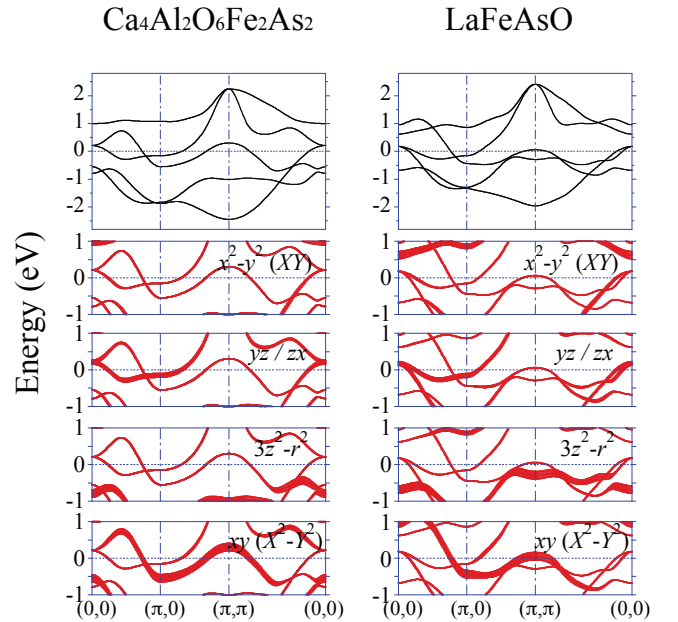 Ca₄Al₂O₆Fe₂As₂ LaFeAsO
Energy (eV)
2 2
1 1
0 0
-1 -1
-2 -2
1 x²-y² (XY) 1 x²-y² (XY)
0 0
-1 -1
1 yz / zx 1 yz / zx
0 0
-1 -1
1 3z²-r² 1 3z²-r²
0 0
-1 -1
1 xy (X²-Y²) 1 xy (X²-Y²)
0 0
-1 -1
(0,0) (π,0) (π,π) (0,0) (0,0) (π,0) (π,π) (0,0)